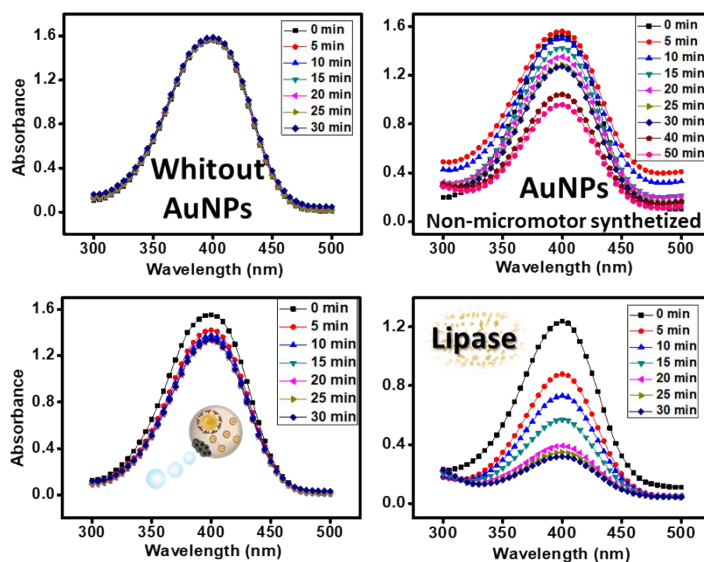 1.6
1.2
0.8
0.4
0.0
Absorbance
300 350 400 450 500
Wavelength (nm)
0 min
5 min
10 min
15 min
20 min
25 min
30 min
Whitout
AuNPs
1.6
1.2
0.8
0.4
0.0
Absorbance
300 350 400 450 500
Wavelength (nm)
0 min
5 min
10 min
15 min
20 min
25 min
30 min
40 min
50 min
AuNPs
Non-micromotor synthetized
1.6
1.2
0.8
0.4
0.0
Absorbance
300 350 400 450 500
Wavelength (nm)
0 min
5 min
10 min
15 min
20 min
25 min
30 min
1.2
0.8
0.4
0.0
Absorbance
300 350 400 450 500
Wavelength (nm)
0 min
5 min
10 min
15 min
20 min
25 min
30 min
Lipase